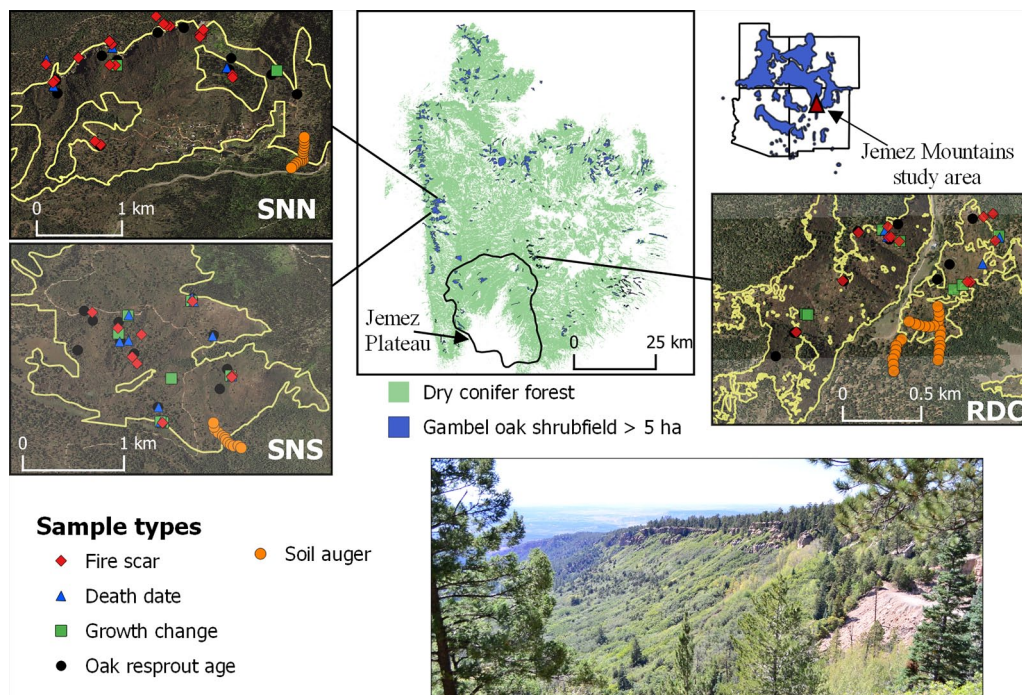 0 1 km
SNN
0 1 km
SNS
Jemez
Plateau
0 25 km
Dry conifer forest
Gambel oak shrubfield > 5 ha
Jemez Mountains
study area
0 0.5 km
RDC
Sample types
Fire scar
Death date
Growth change
Oak resprout age
Soil auger